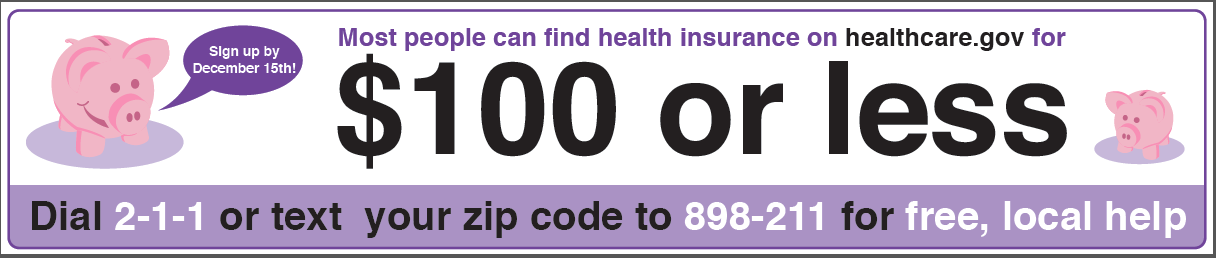 Sign up by
December 15th!
Most people can find health insurance on healthcare.gov for
$100 or less
Dial 2-1-1 or text your zip code to 898-211 for free, local help